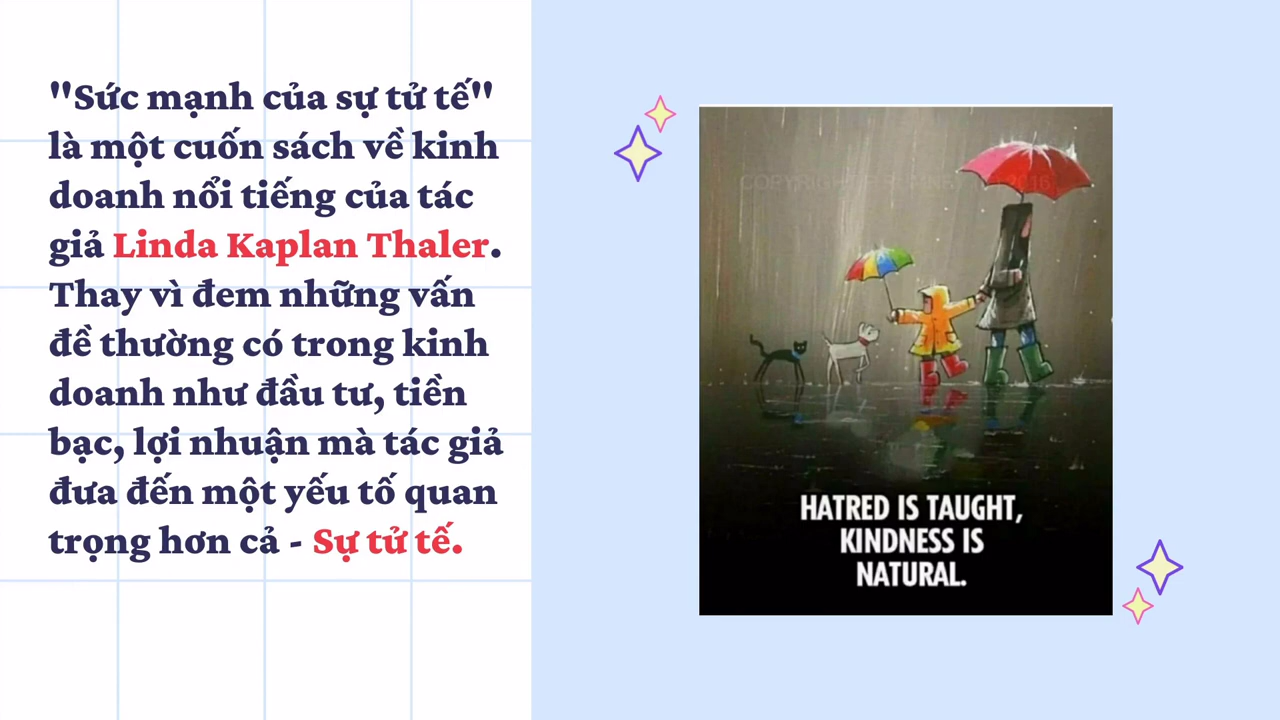 "Sức mạnh của sự tử tế"
là một cuốn sách về kinh
doanh nổi tiếng của tác
giả Linda Kaplan Thaler.
Thay vì đem những vấn
đề thường có trong kinh
doanh như đầu tư, tiền
bạc, lợi nhuận mà tác giả
đưa đến một yếu tố quan
trọng hơn cả - Sự tử tế.
HATRED IS TAUGHT,
KINDNESS IS
NATURAL.